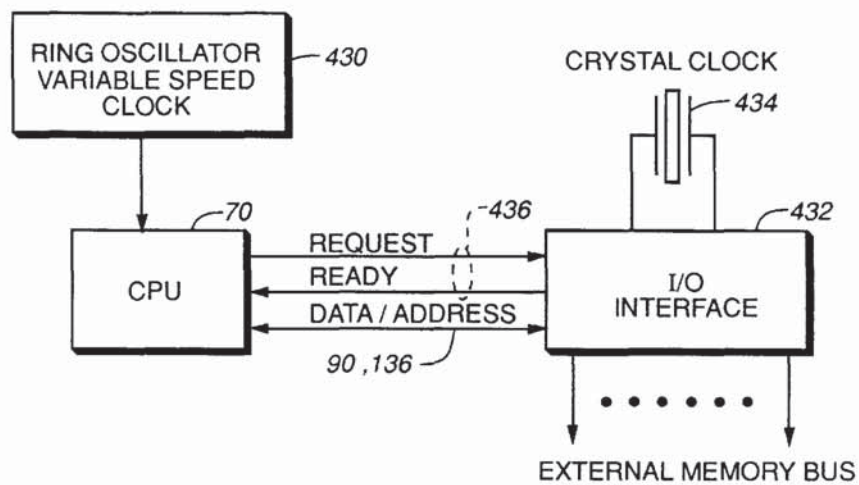 RING OSCILLATOR
VARIABLE SPEED
CLOCK
430
CRYSTAL CLOCK
434
70
436
432
CPU
REQUEST
READY
DATA / ADDRESS
90 ,136
I/O
INTERFACE
EXTERNAL MEMORY BUS